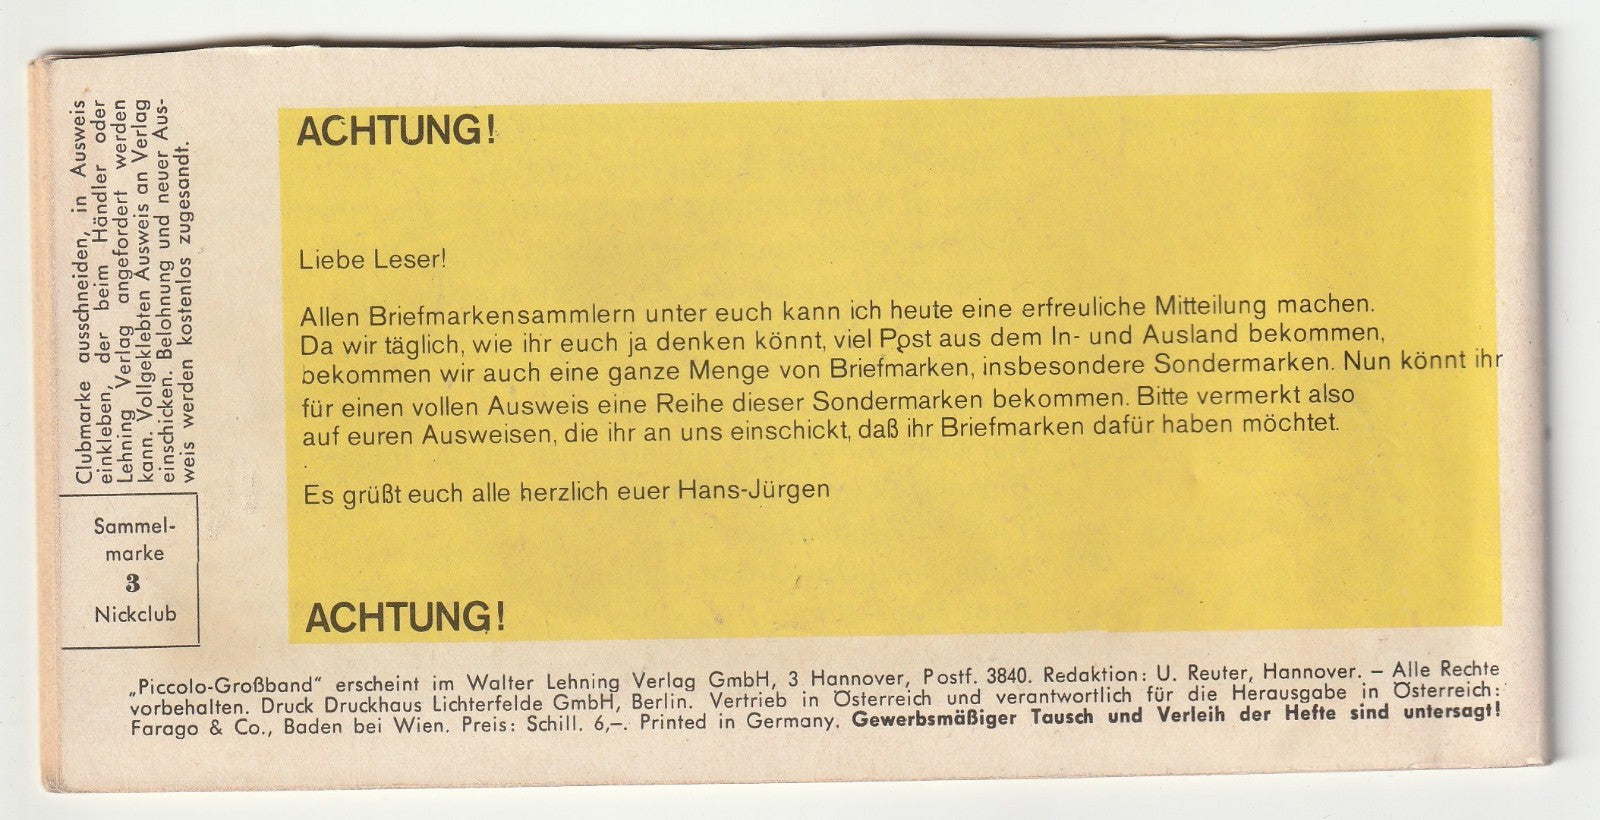 Clubmarke ausschneiden, in Ausweis
einkleben, der beim Händler oder
Lehning Verlag angefordert werden
kann. Vollgeklebten Ausweis an Verlag
einschicken. Belohnung und neuer Aus-
weis werden kostenlos zugesandt.
Sammel-
marke
3
Nickclub
ACHTUNG!
Liebe Leser!
Allen Briefmarkensammlern unter euch kann ich heute eine erfreuliche Mitteilung machen.
Da wir täglich, wie ihr euch ja denken könnt, viel Post aus dem In- und Ausland bekommen,
bekommen wir auch eine ganze Menge von Briefmarken, insbesondere Sondermarken. Nun könnt ihr
für einen vollen Ausweis eine Reihe dieser Sondermarken bekommen. Bitte vermerkt also
auf euren Ausweisen, die ihr an uns einschickt, daß ihr Briefmarken dafür haben möchtet.
Es grüßt euch alle herzlich euer Hans-Jürgen
ACHTUNG!
„Piccolo-Großband“ erscheint im Walter Lehning Verlag GmbH, 3 Hannover, Postf. 3840. Redaktion: U. Reuter, Hannover. – Alle Rechte
vorbehalten. Druck Druckhaus Lichterfelde GmbH, Berlin. Vertrieb in Österreich und verantwortlich für die Herausgabe in Österreich:
Farago & Co., Baden bei Wien. Preis: Schill. 6,–. Printed in Germany. Gewerbsmäßiger Tausch und Verleih der Hefte sind untersagt!